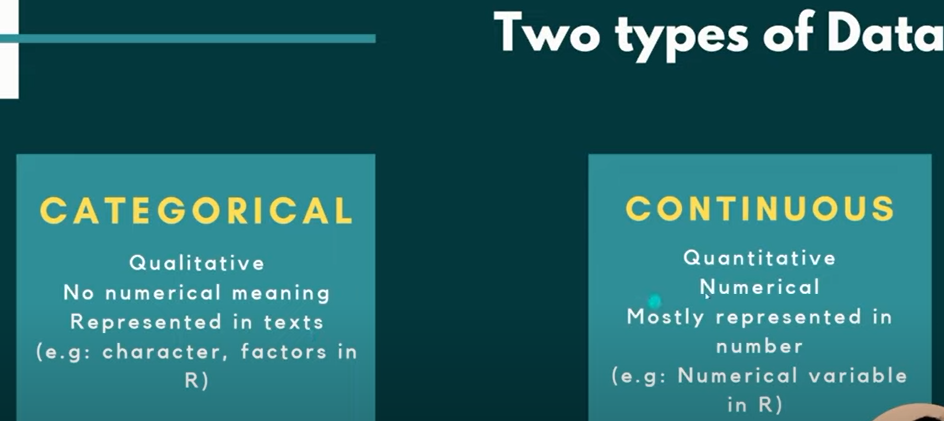 Two types of Data
CATEGORICAL
Qualitative
No numerical meaning
Represented in texts
(e.g: character, factors in
R)
CONTINUOUS
Quantitative
Numerical
Mostly represented in
number
(e.g: Numerical variable
in R)